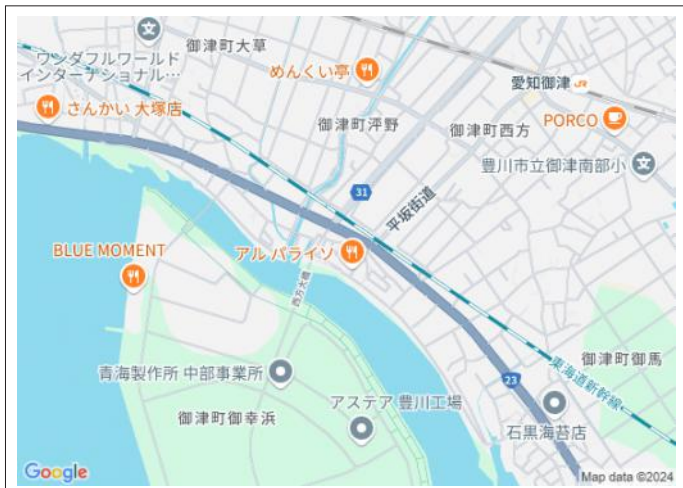 御津町大草
ワンダフルワールド
インターナショナル...
めんくい亭
愛知御津 JR
さんかい 大塚店
御津町泙野
御津町西方
PORCO
豊川市立御津南部小
31
平坂街道
BLUE MOMENT
アル パライソ
西方大橋
青海製作所 中部事業所
23
東海道新幹線
御津町御馬
アステア 豊川工場
御津町御幸浜
石黒海苔店
Google
Map data ©2024